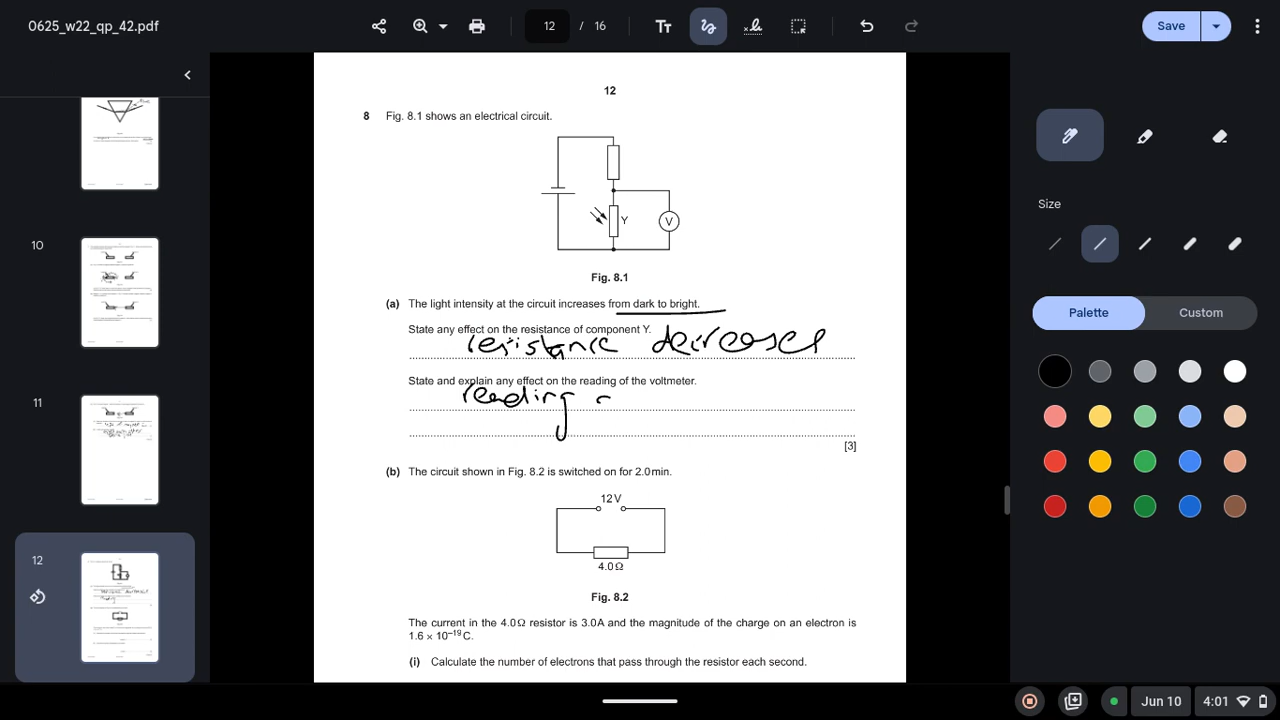 0625_w22_qp_42.pdf
12 / 16
Save
10
11
12
12
8 Fig. 8.1 shows an electrical circuit.
Y
V
Fig. 8.1
(a) The light intensity at the circuit increases from dark to bright.
State any effect on the resistance of component Y.
resistance decreases
State and explain any effect on the reading of the voltmeter.
reading
[3]
(b) The circuit shown in Fig. 8.2 is switched on for 2.0 min.
12 V
4.0 Ω
Fig. 8.2
The current in the 4.0 Ω resistor is 3.0 A and the magnitude of the charge on an electron is
1.6 × 10⁻¹⁹ C.
(i) Calculate the number of electrons that pass through the resistor each second.
Size
Palette
Custom
Jun 10
4:01